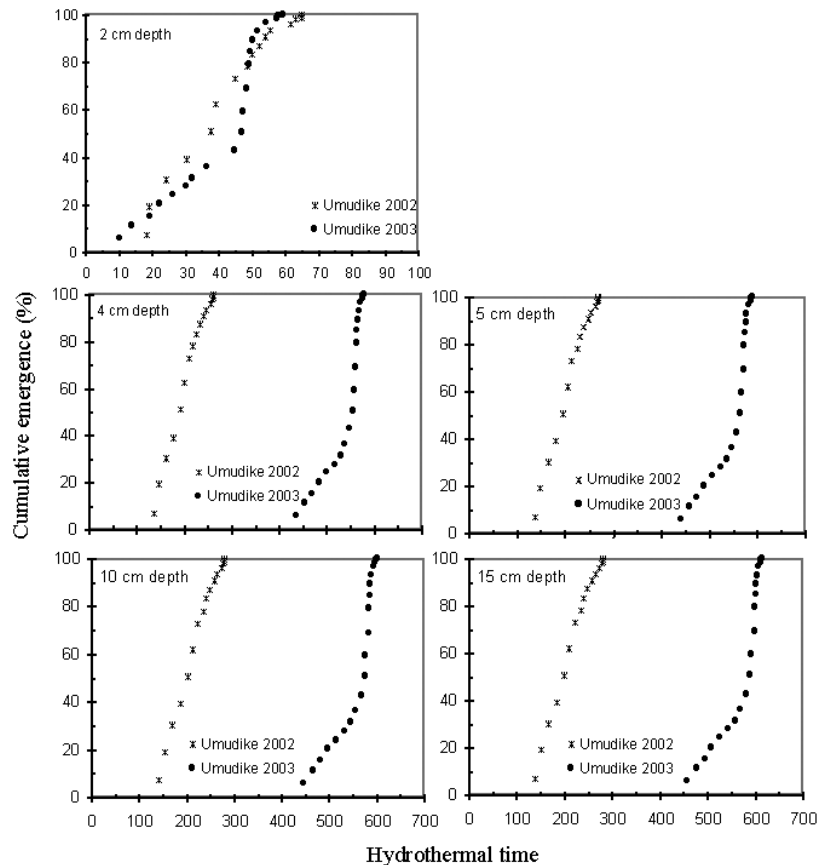 100
2 cm depth
80
60
40
20
0
Umudike 2002
Umudike 2003
0 10 20 30 40 50 60 70 80 90 100
Cumulative emergence (%)
100
4 cm depth
80
60
40
20
0
Umudike 2002
Umudike 2003
100
5 cm depth
80
60
40
20
0
Umudike 2002
Umudike 2003
100
10 cm depth
80
60
40
20
0
Umudike 2002
Umudike 2003
0 100 200 300 400 500 600 700
100
15 cm depth
80
60
40
20
0
Umudike 2002
Umudike 2003
0 100 200 300 400 500 600 700
Hydrothermal time